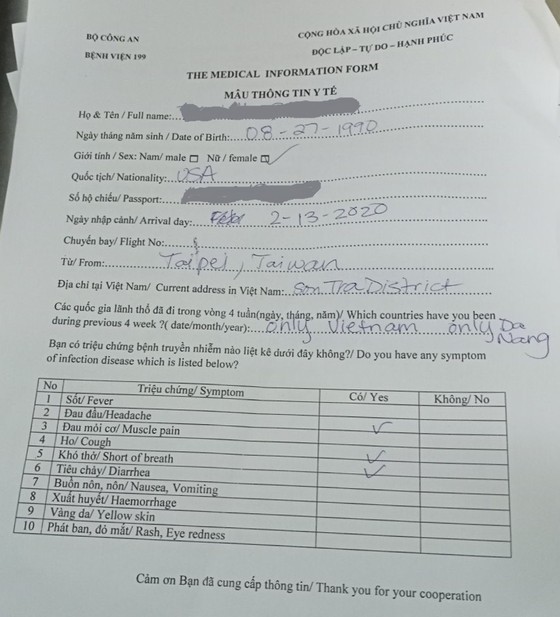 BỘ CÔNG AN
BỆNH VIỆN 199
CỘNG HÒA XÃ HỘI CHỦ NGHĨA VIỆT NAM
ĐỘC LẬP – TỰ DO – HẠNH PHÚC
THE MEDICAL INFORMATION FORM
MẪU THÔNG TIN Y TẾ
Họ & Tên / Full name:
Ngày tháng năm sinh / Date of Birth: 08-27-1990
Giới tính / Sex: Nam/ male ☐ Nữ / female ☑
Quốc tịch/ Nationality: USA
Số hộ chiếu/ Passport:
Ngày nhập cảnh/ Arrival day: 2-13-2020
Chuyến bay/ Flight No:
Từ/ From: Taipei, Taiwan
Địa chỉ tại Việt Nam/ Current address in Việt Nam: Son Tra District
Các quốc gia lãnh thổ đã đi trong vòng 4 tuần(ngày, tháng, năm)/ Which countries have you been
during previous 4 week ?( date/month/year): only Vietnam only Da
Nang
Bạn có triệu chứng bệnh truyền nhiễm nào liệt kê dưới đây không?/ Do you have any symptom
of infection disease which is listed below?
No Triệu chứng/ Symptom Có/ Yes Không/ No
1 Sốt/ Fever
2 Đau đầu/Headache
3 Đau mỏi cơ/ Muscle pain ✓
4 Ho/ Cough
5 Khó thở/ Short of breath ✓
6 Tiêu chảy/ Diarrhea ✓
7 Buồn nôn, nôn/ Nausea, Vomiting
8 Xuất huyết/ Haemorrhage
9 Vàng da/ Yellow skin
10 Phát ban, đỏ mắt/ Rash, Eye redness
Cảm ơn Bạn đã cung cấp thông tin/ Thank you for your cooperation